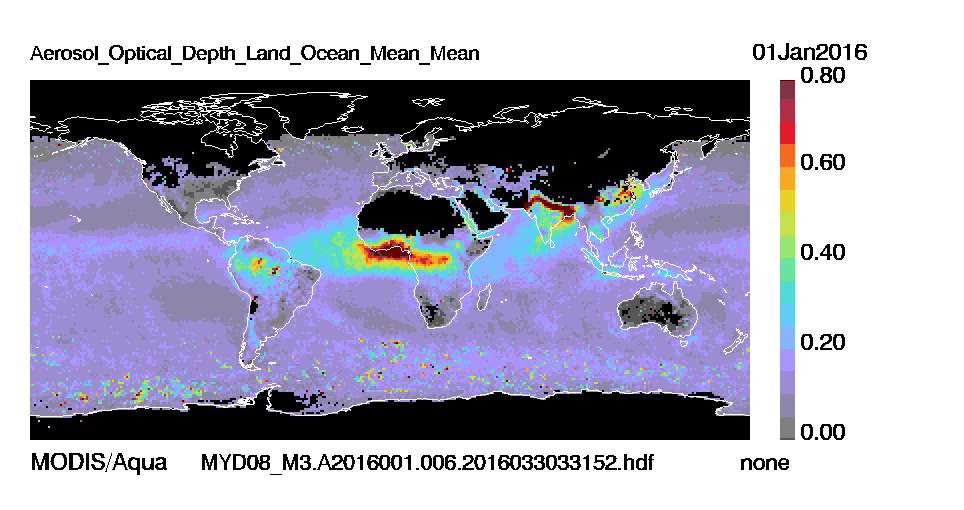 Aerosol_Optical_Depth_Land_Ocean_Mean_Mean 01Jan2016
0.80
0.60
0.40
0.20
0.00
MODIS/Aqua MYD08_M3.A2016001.006.2016033033152.hdf none